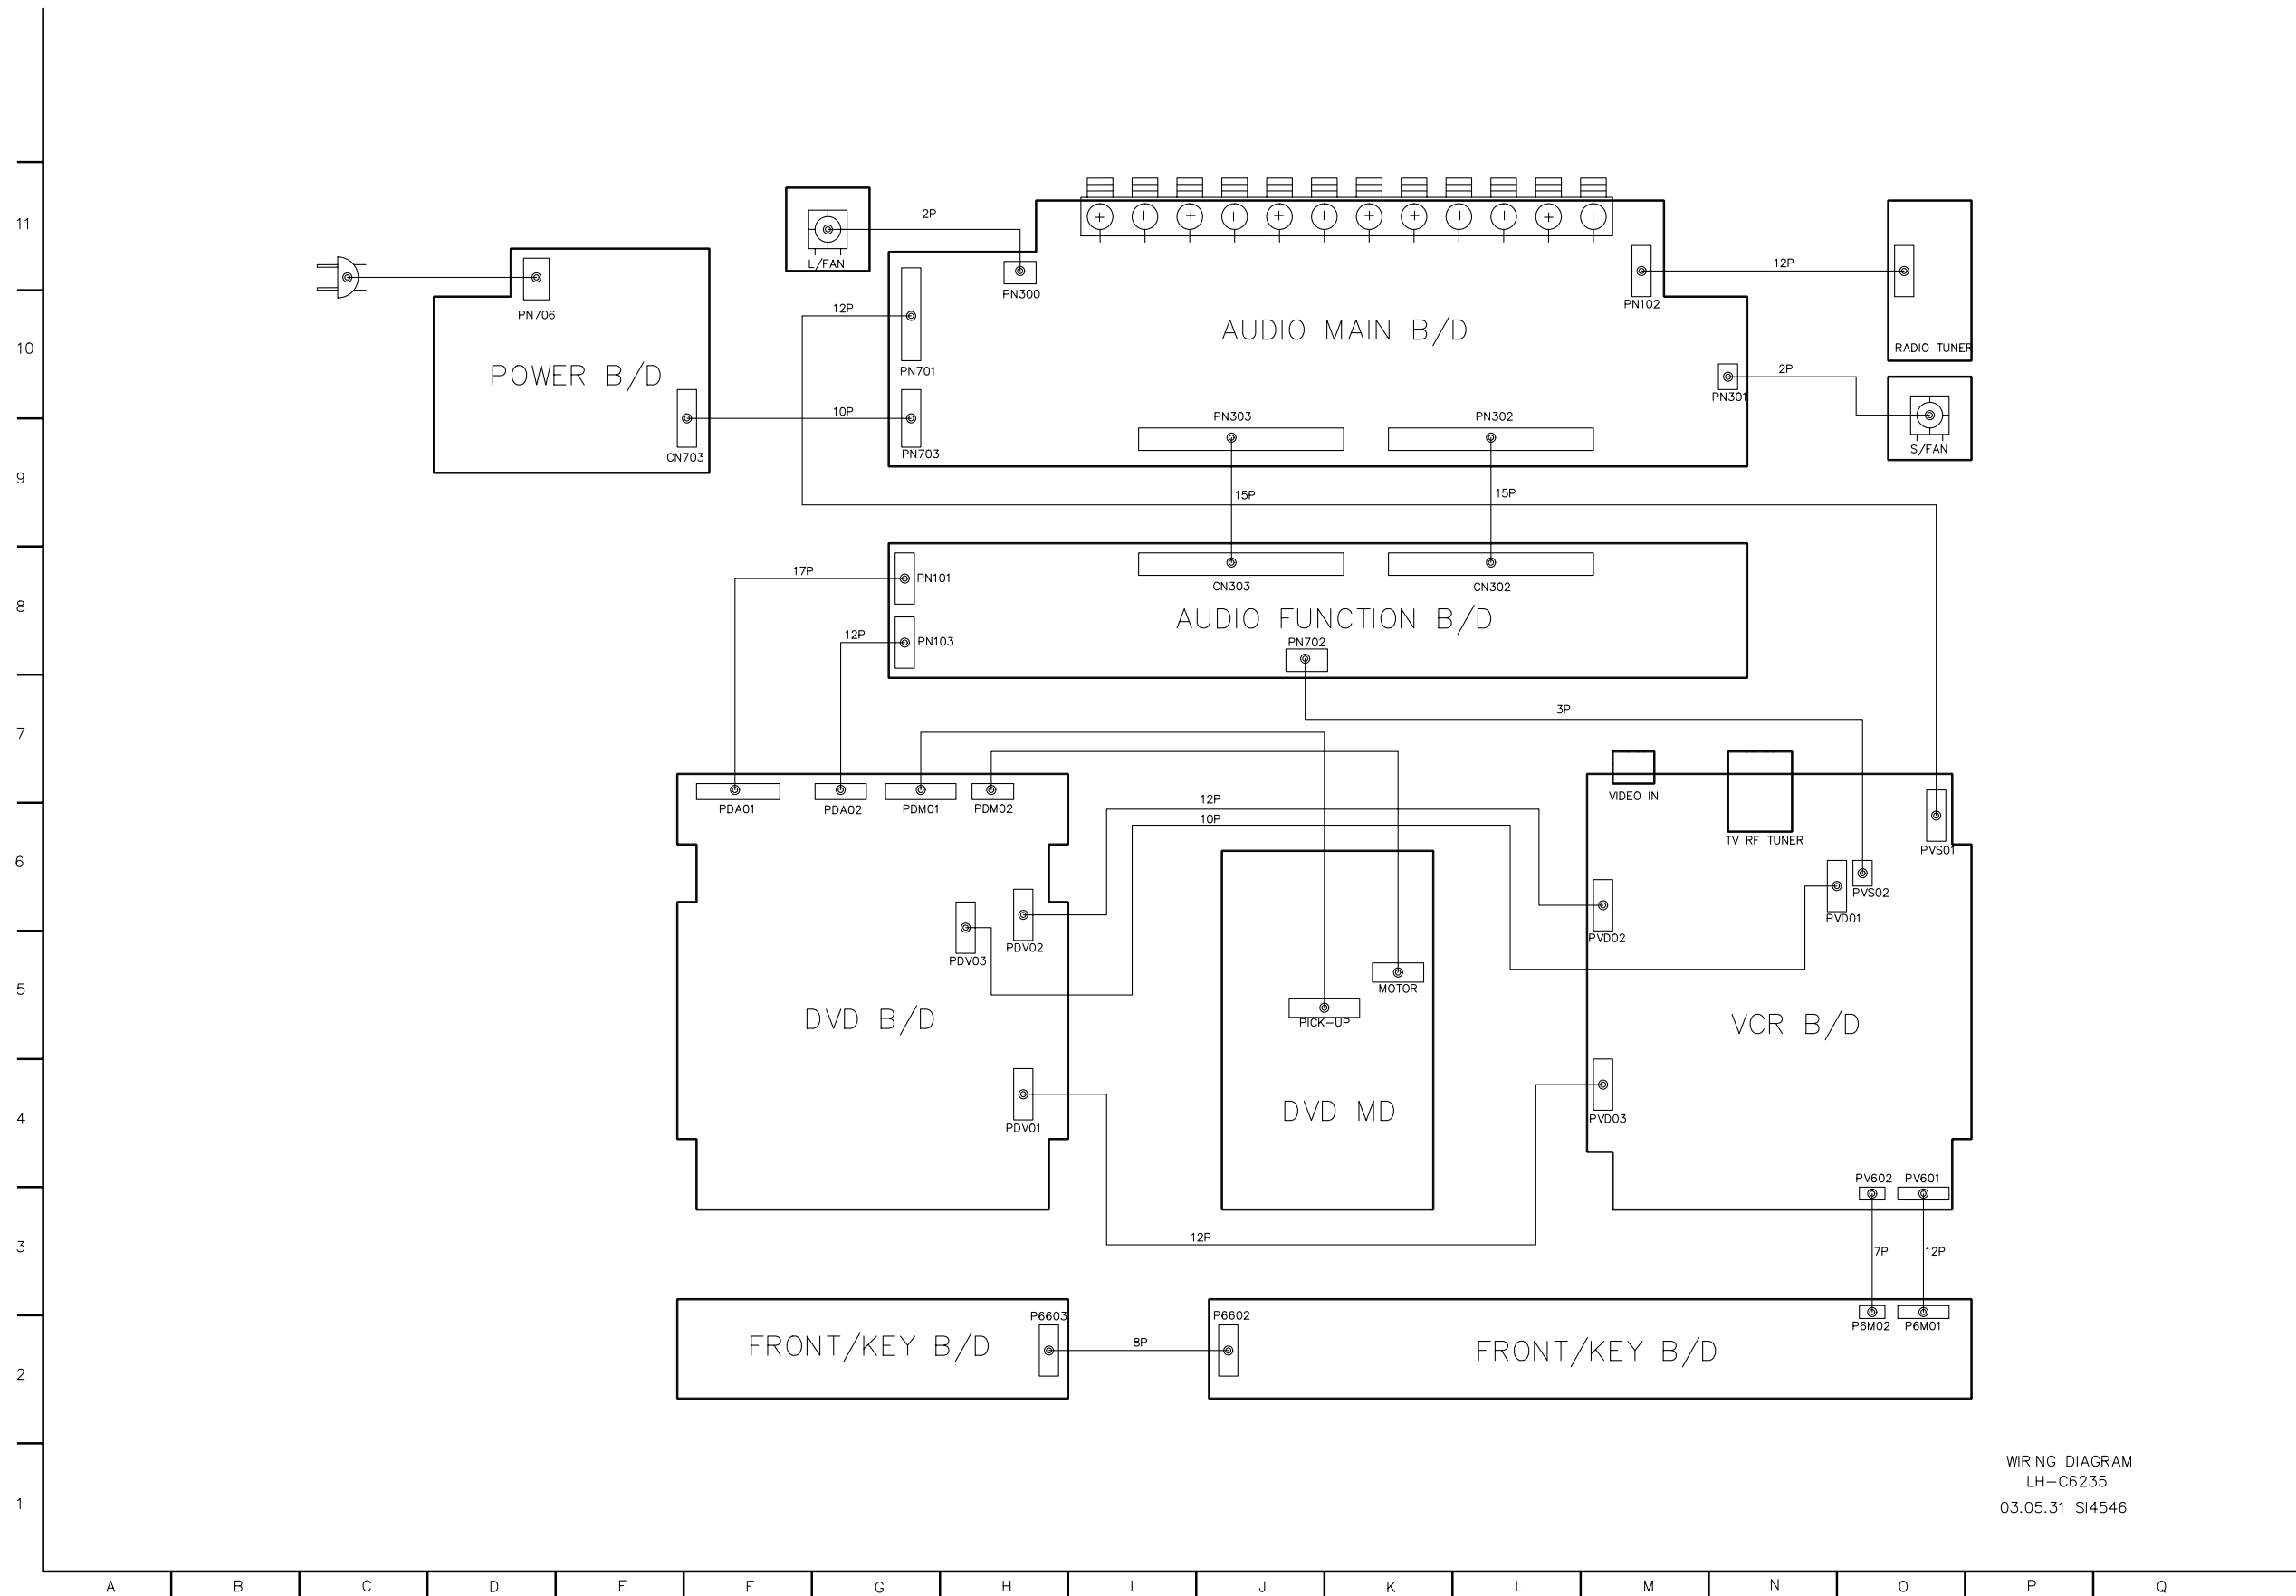 11
2P
L/FAN
12P
PN300
PN102
12P
PN706
AUDIO MAIN B/D
10
RADIO TUNER
POWER B/D
PN701
2P
PN301
10P
PN303
PN302
CN703
PN703
S/FAN
9
15P
15P
17P
PN101
CN303
CN302
8
AUDIO FUNCTION B/D
12P
PN103
PN702
3P
7
VIDEO IN
12P
PDA01
PDA02
PDM01
PDM02
10P
TV RF TUNER
PVS01
6
PVS02
PVD01
PVD02
PDV02
PDV03
5
MOTOR
PICK-UP
DVD B/D
VCR B/D
DVD MD
4
PVD03
PDV01
PV602
PV601
12P
3
7P
12P
P6603
P6602
P6M02
P6M01
FRONT/KEY B/D
8P
FRONT/KEY B/D
2
WIRING DIAGRAM
LH-C6235
03.05.31 SI4546
1
A B C D E F G H I J K L M N O P Q